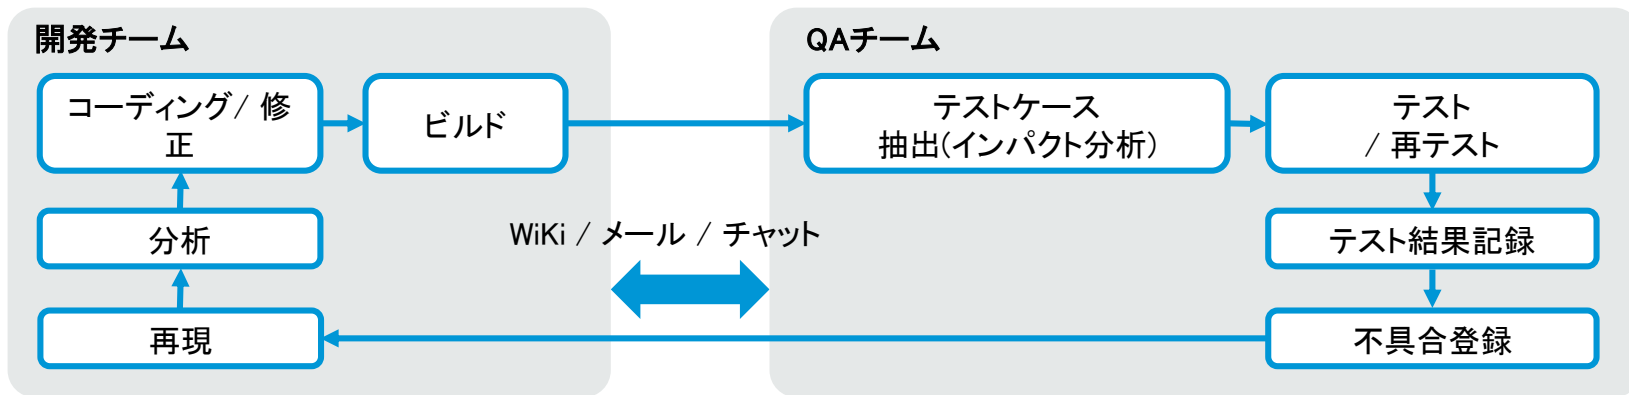 開発チーム
コーディング/ 修
正
ビルド
分析
再現
WiKi / メール / チャット
QAチーム
テストケース
抽出(インパクト分析)
テスト
/ 再テスト
テスト結果記録
不具合登録